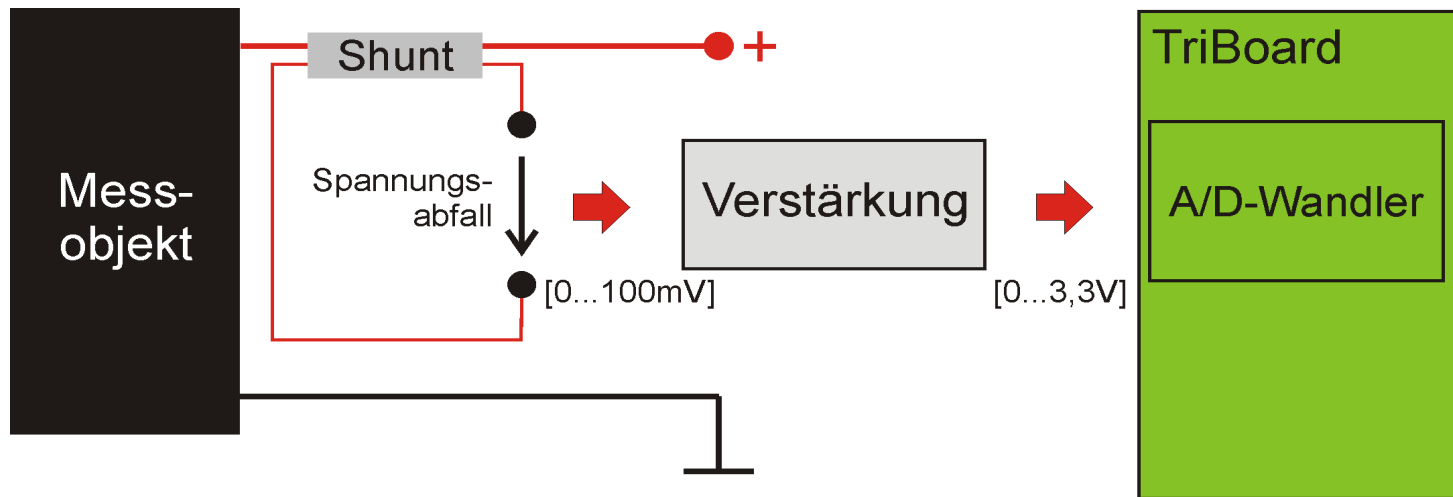 Mess-
objekt
Shunt
+
Spannungs-
abfall
[0...100mV]
Verstärkung
[0...3,3V]
TriBoard
A/D-Wandler